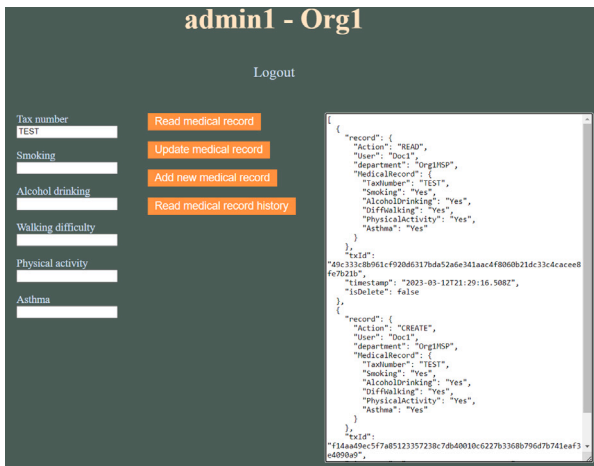 admin1 - Org1
Logout
Tax number
TEST
Smoking
Alcohol drinking
Walking difficulty
Physical activity
Asthma
Read medical record
Update medical record
Add new medical record
Read medical record history
[
{
"record": {
"Action": "READ",
"User": "Doc1",
"department": "Org1MSP",
"MedicalRecord": {
"TaxNumber": "TEST",
"Smoking": "Yes",
"AlcoholDrinking": "Yes",
"DiffWalking": "Yes",
"PhysicalActivity": "Yes",
"Asthma": "Yes"
}
},
"txId":
"49c333c8b961cf920d6317bda52a6e341aac4f8060b21dc33c4cacee8
fe7b21b",
"timestamp": "2023-03-12T21:29:16.508Z",
"isDelete": false
},
{
"record": {
"Action": "CREATE",
"User": "Doc1",
"department": "Org1MSP",
"MedicalRecord": {
"TaxNumber": "TEST",
"Smoking": "Yes",
"AlcoholDrinking": "Yes",
"DiffWalking": "Yes",
"PhysicalActivity": "Yes",
"Asthma": "Yes"
}
},
"txId":
"f14aa49ec5f7a85123357238c7db40010c6227b3368b796d7b741eaf3
e4090a9",